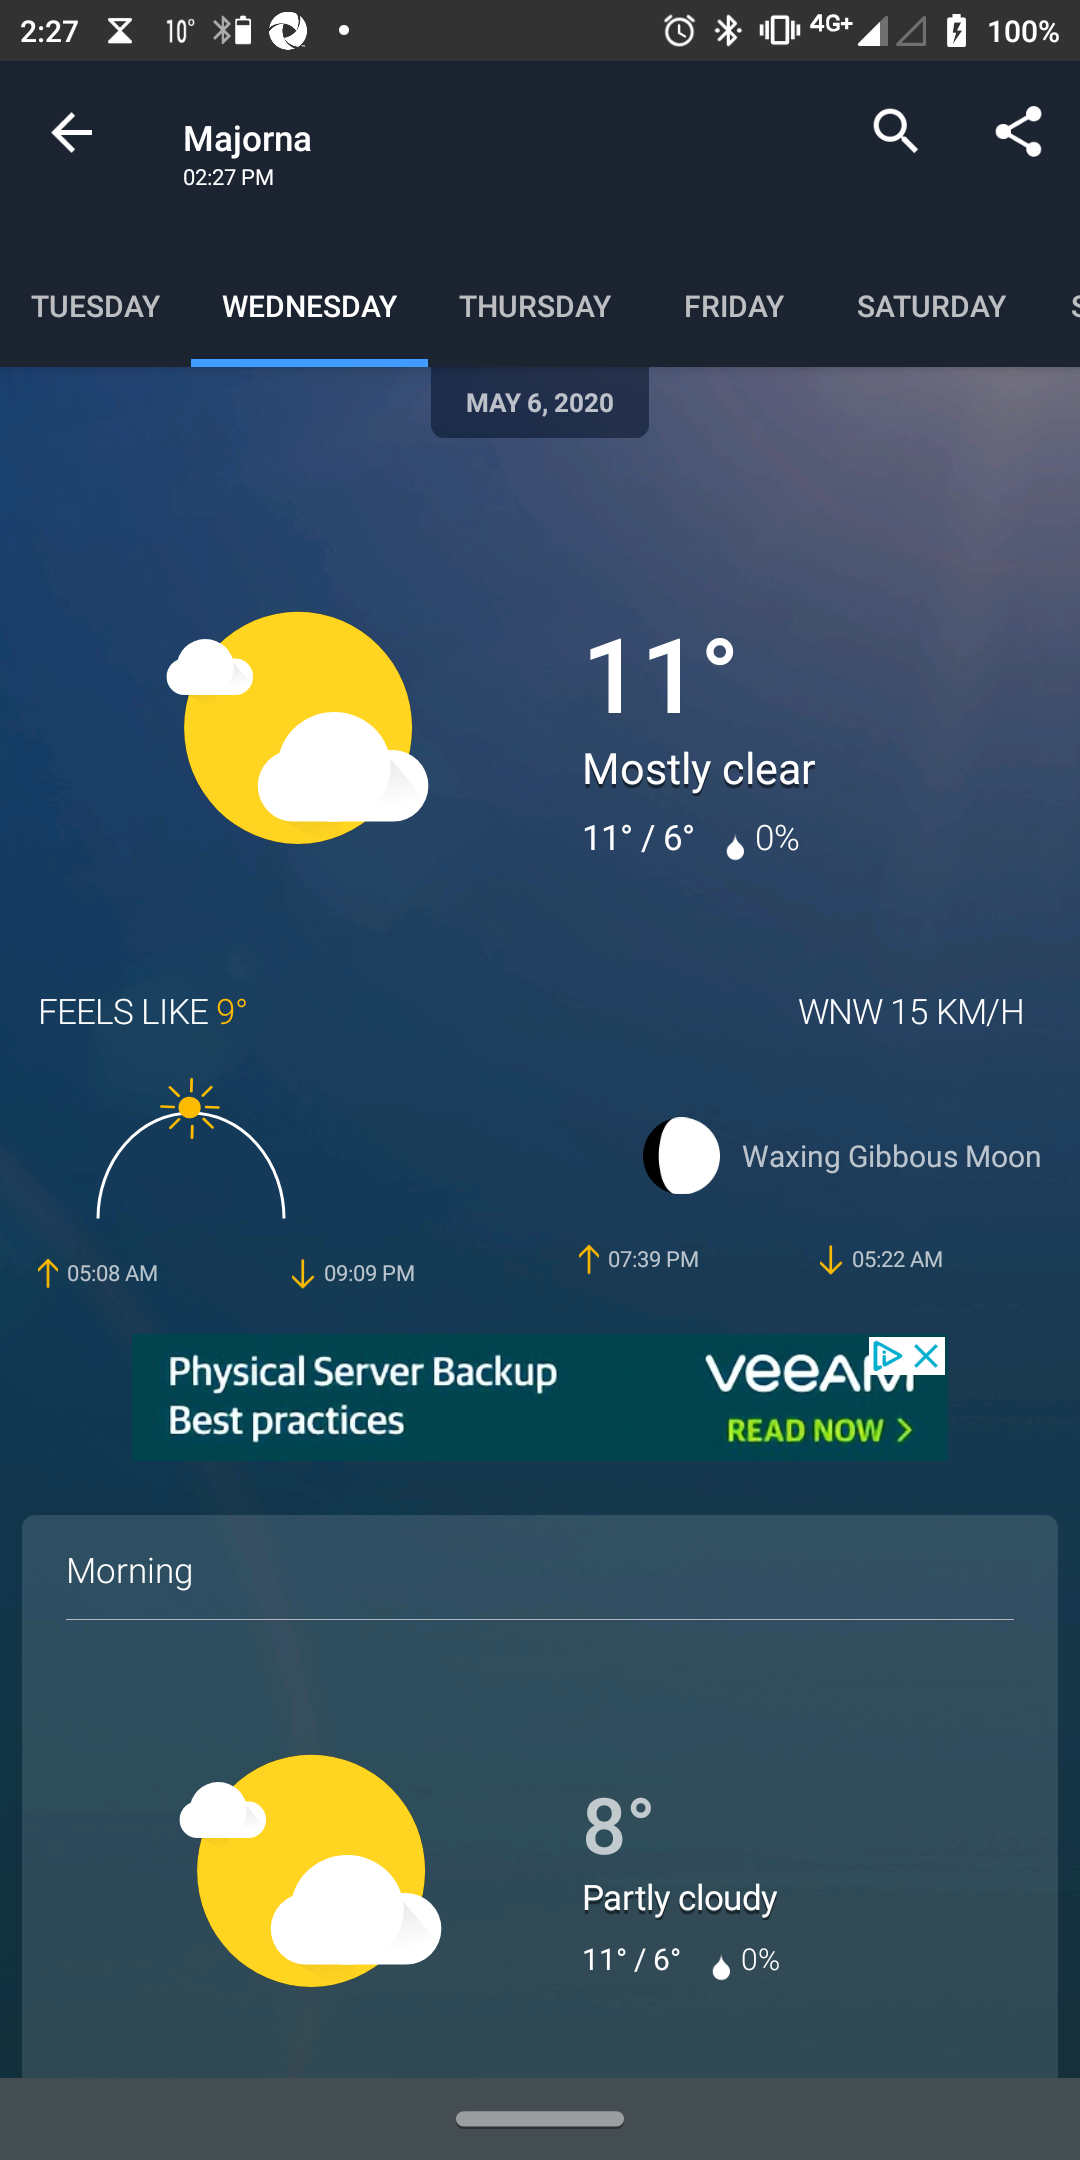 2:27 10° 4G+ 100%
Majorna
02:27 PM
TUESDAY WEDNESDAY THURSDAY FRIDAY SATURDAY S
MAY 6, 2020
11°
Mostly clear
11° / 6° 0%
FEELS LIKE 9° WNW 15 KM/H
Waxing Gibbous Moon
05:08 AM 09:09 PM 07:39 PM 05:22 AM
Physical Server Backup
Best practices
VEEAM
READ NOW >
Morning
8°
Partly cloudy
11° / 6° 0%